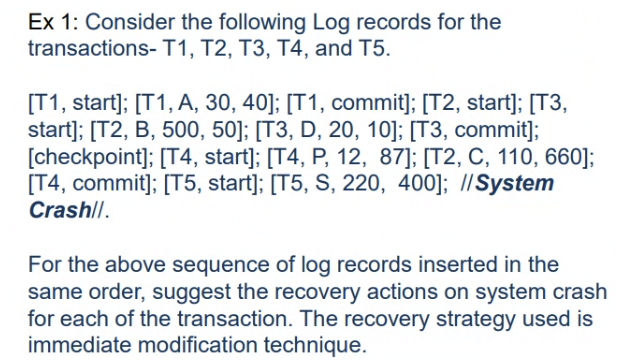 Ex 1: Consider the following Log records for the
transactions- T1, T2, T3, T4, and T5.
[T1, start]; [T1, A, 30, 40]; [T1, commit]; [T2, start]; [T3,
start]; [T2, B, 500, 50]; [T3, D, 20, 10]; [T3, commit];
[checkpoint]; [T4, start]; [T4, P, 12, 87]; [T2, C, 110, 660];
[T4, commit]; [T5, start]; [T5, S, 220, 400]; //System
Crash//.
For the above sequence of log records inserted in the
same order, suggest the recovery actions on system crash
for each of the transaction. The recovery strategy used is
immediate modification technique.